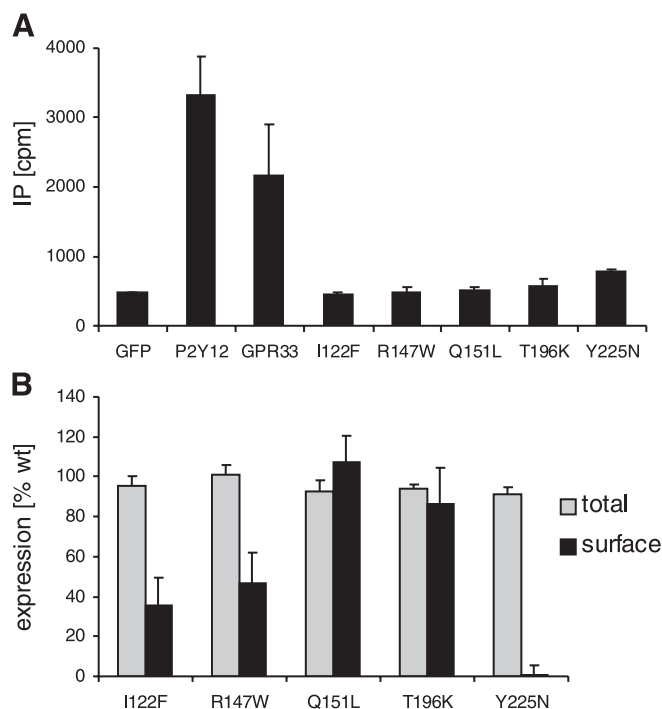 A
4000
3000
2000
1000
0
IP [cpm]
GFP P2Y12 GPR33 I122F R147W Q151L T196K Y225N
B
140
120
100
80
60
40
20
0
expression [% wt]
total
surface
I122F R147W Q151L T196K Y225N